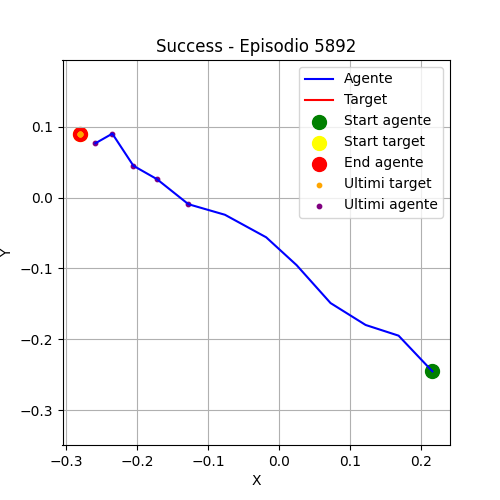 Success - Episodio 5892
Agente
Target
Start agente
Start target
End agente
Ultimi target
Ultimi agente
0.1
0.0
−0.1
−0.2
−0.3
Y
−0.3
−0.2
−0.1
0.0
0.1
0.2
X